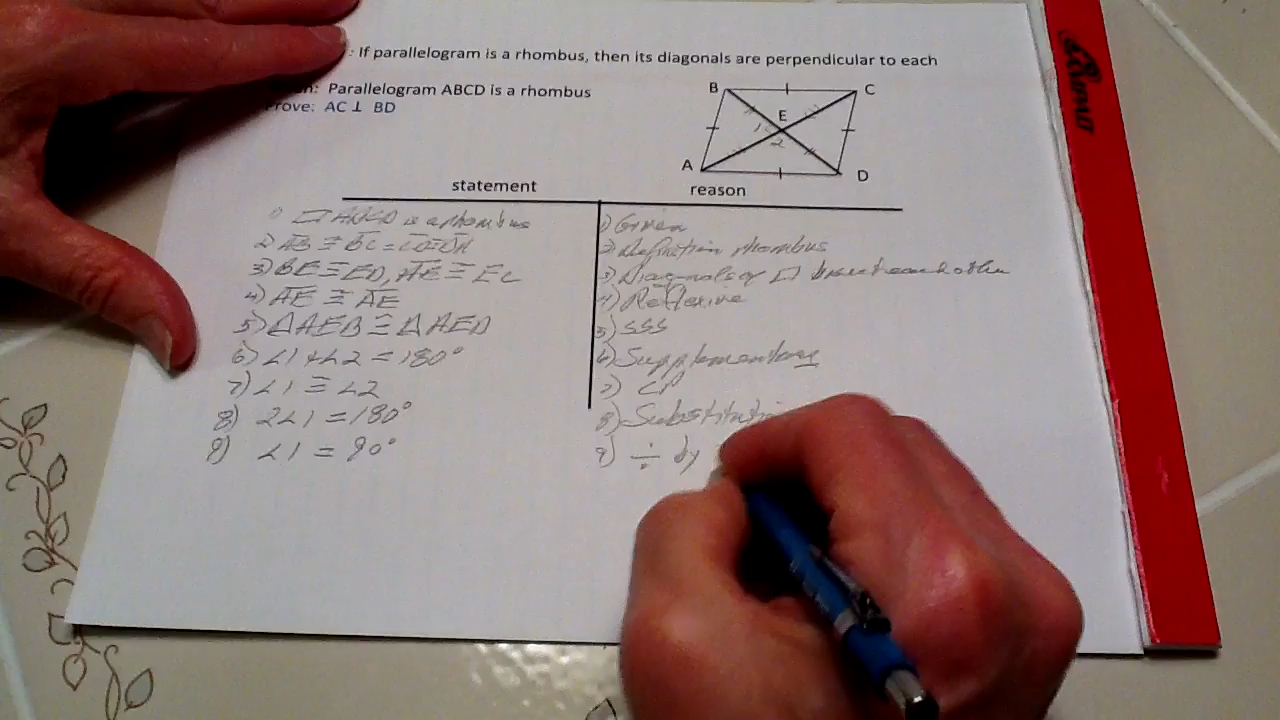 : If parallelogram is a rhombus, then its diagonals are perpendicular to each
Parallelogram ABCD is a rhombus
rove: AC ⊥ BD
B C
E
1
2
A D
statement reason
1) ▱ ABCD is a rhombus 1) Given
2) AB ≅ BC = CD = DA 2) Definition rhombus
3) BE ≅ ED, AE ≅ EC 3) Diagonals of ▱ bisect each other
4) AE ≅ AE 4) Reflexive
5) △AEB ≅ △AED 5) SSS
6) ∠1 + ∠2 = 180° 6) Supplementary
7) ∠1 ≅ ∠2 7) CP
8) 2∠1 = 180° 8) Substituti
9) ∠1 = 90° 9) ÷ by